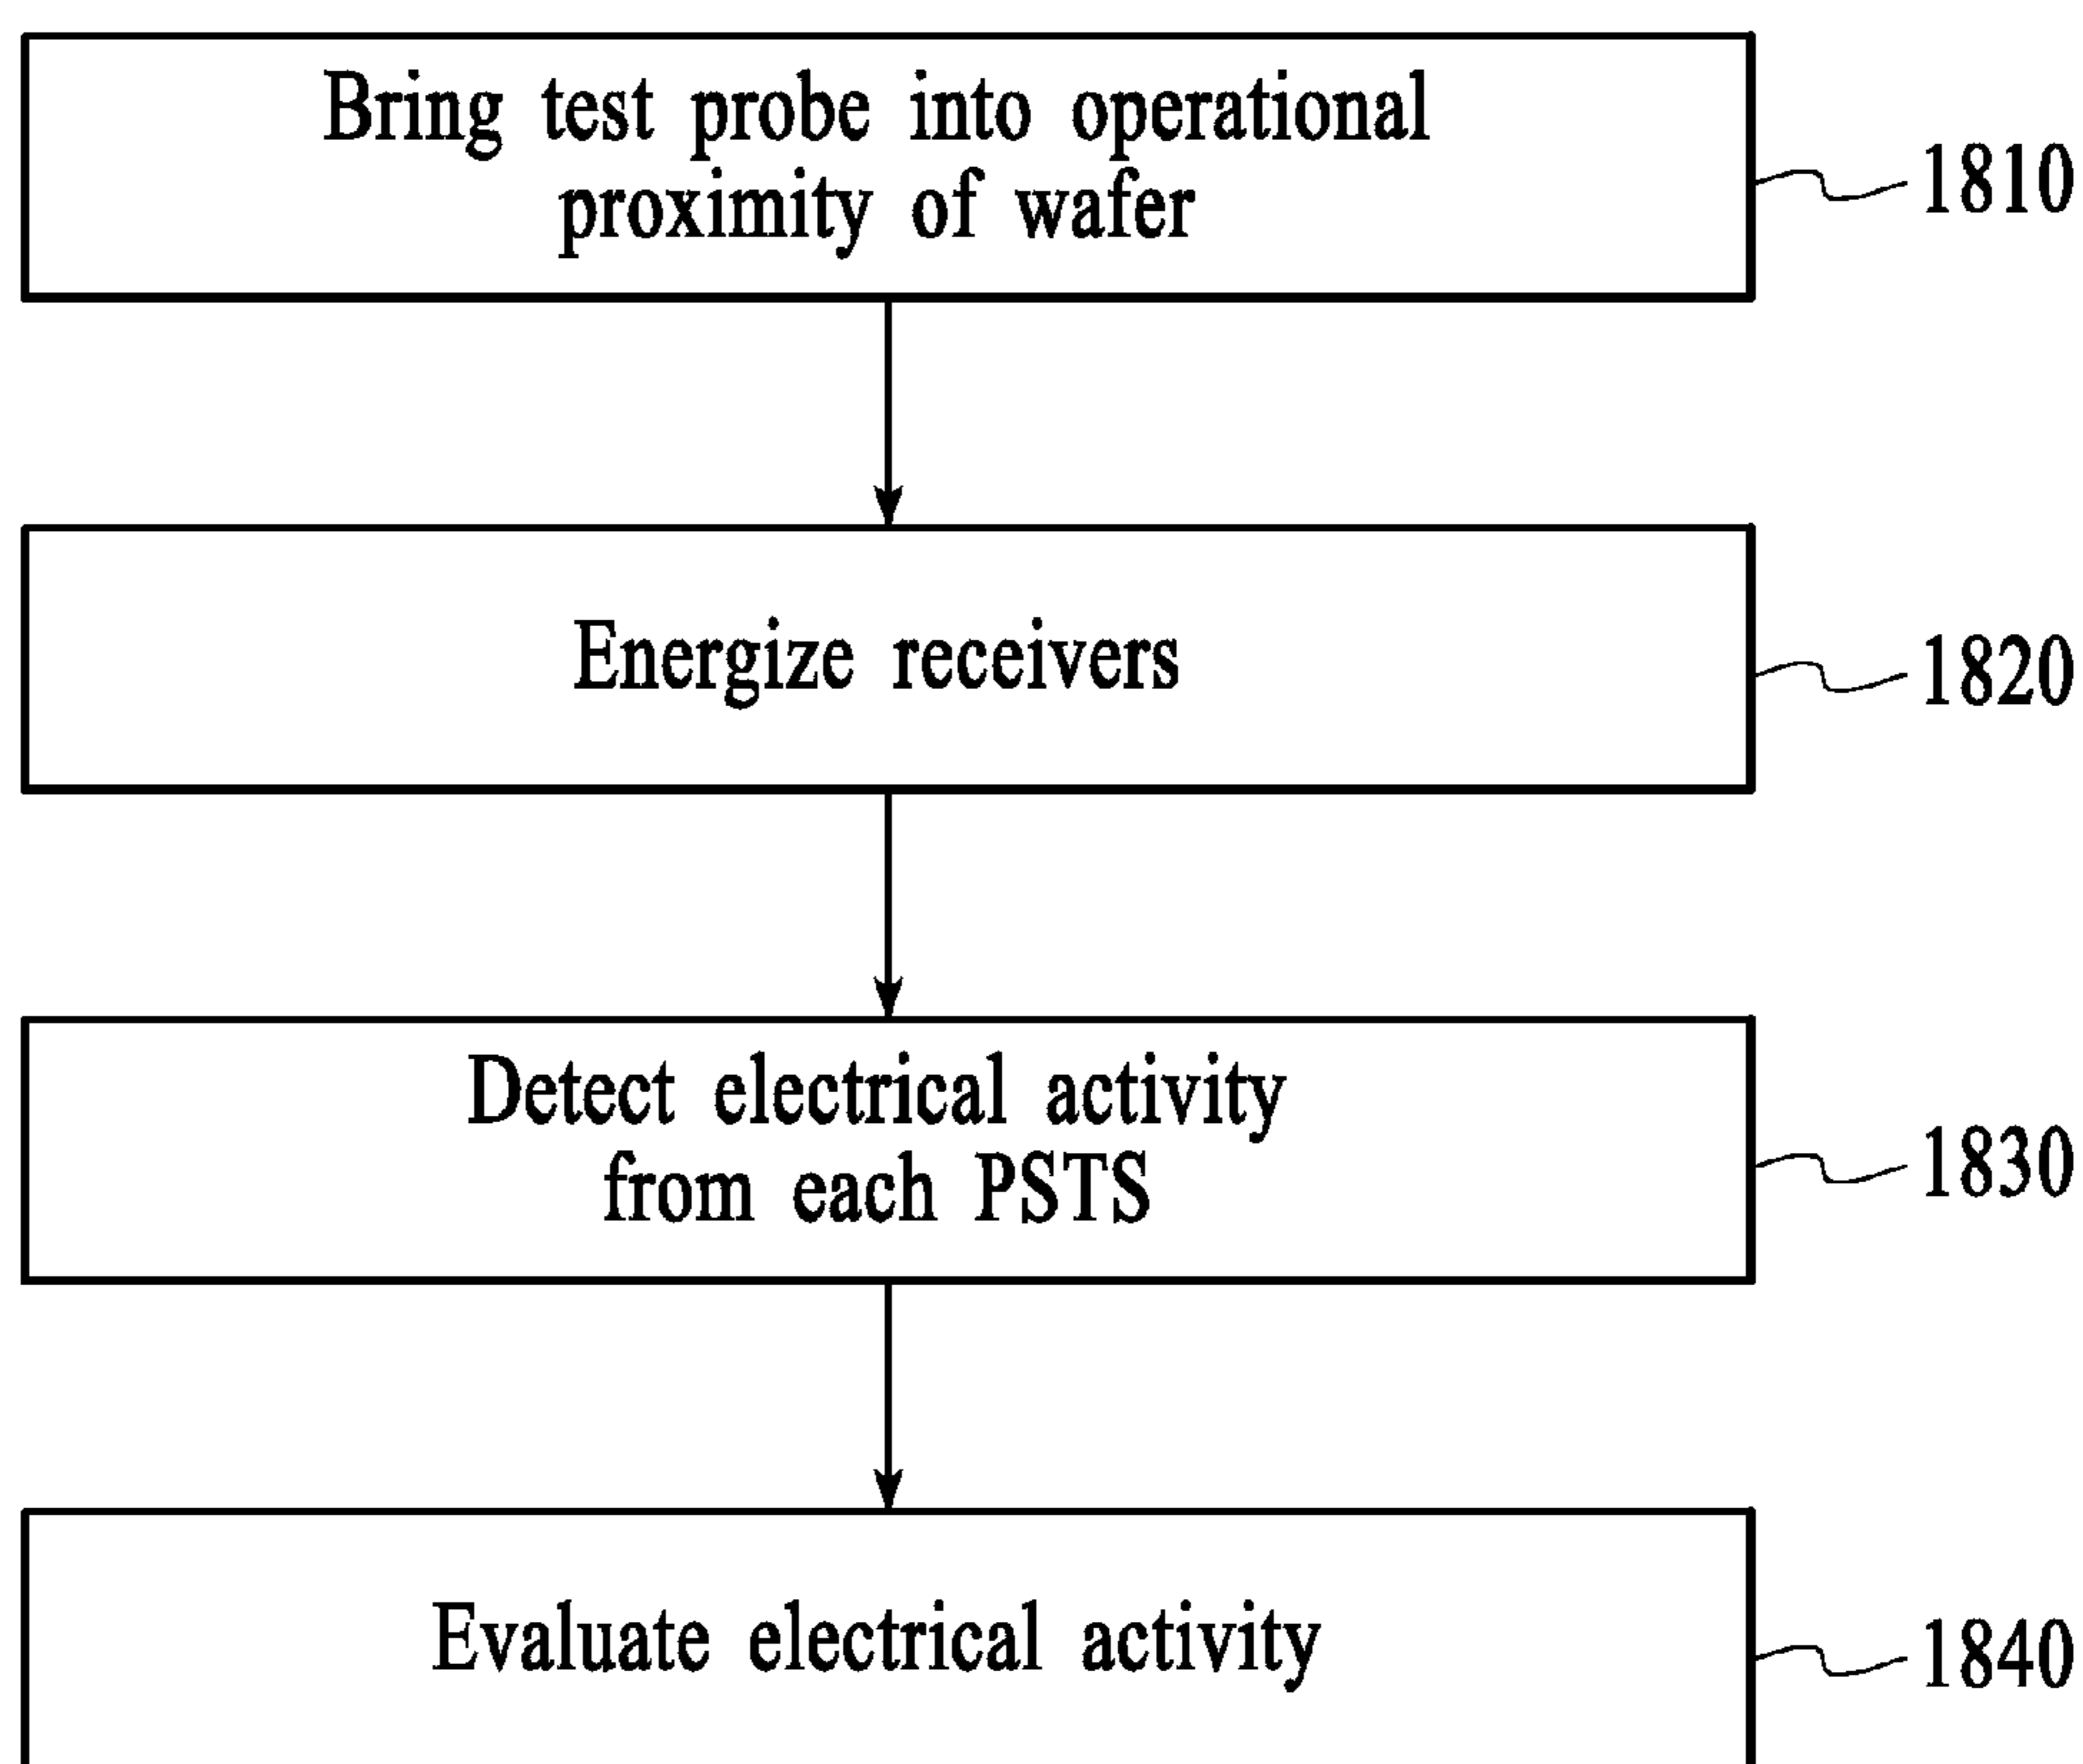 Bring test probe into operational
proximity of wafer
1810
Energize receivers
1820
Detect electrical activity
from each PSTS
1830
Evaluate electrical activity
1840